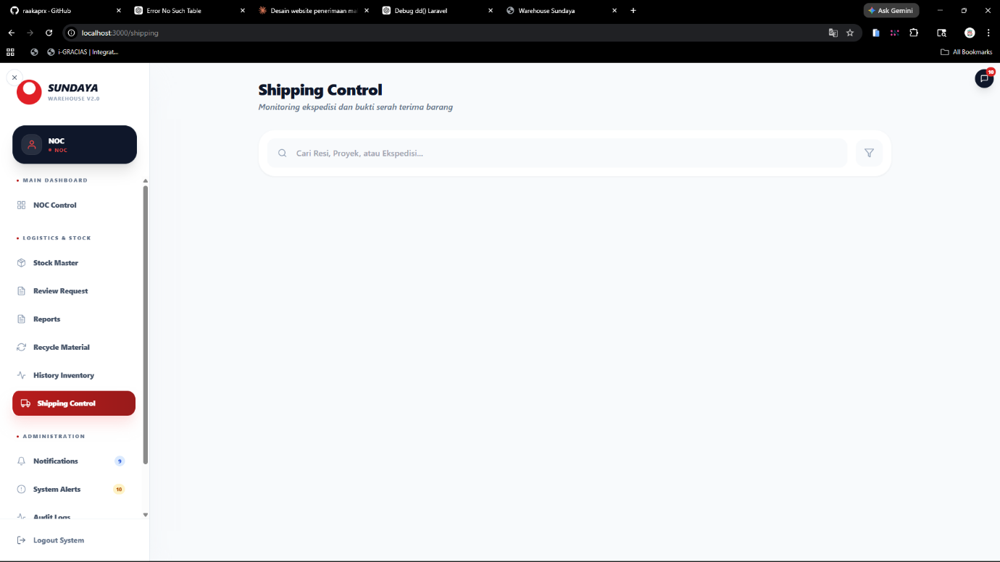 raakaprx · GitHub
Error No Such Table
Desain website penerimaan ma
Debug dd() Laravel
Warehouse Sundaya
Ask Gemini
localhost:3000/shipping
i-GRACIAS | Integrat...
All Bookmarks
SUNDAYA
WAREHOUSE V2.0
NOC
NOC
MAIN DASHBOARD
NOC Control
LOGISTICS & STOCK
Stock Master
Review Request
Reports
Recycle Material
History Inventory
Shipping Control
ADMINISTRATION
Notifications 9
System Alerts 10
Audit Logs
Logout System
Shipping Control
Monitoring ekspedisi dan bukti serah terima barang
Cari Resi, Proyek, atau Ekspedisi...
10